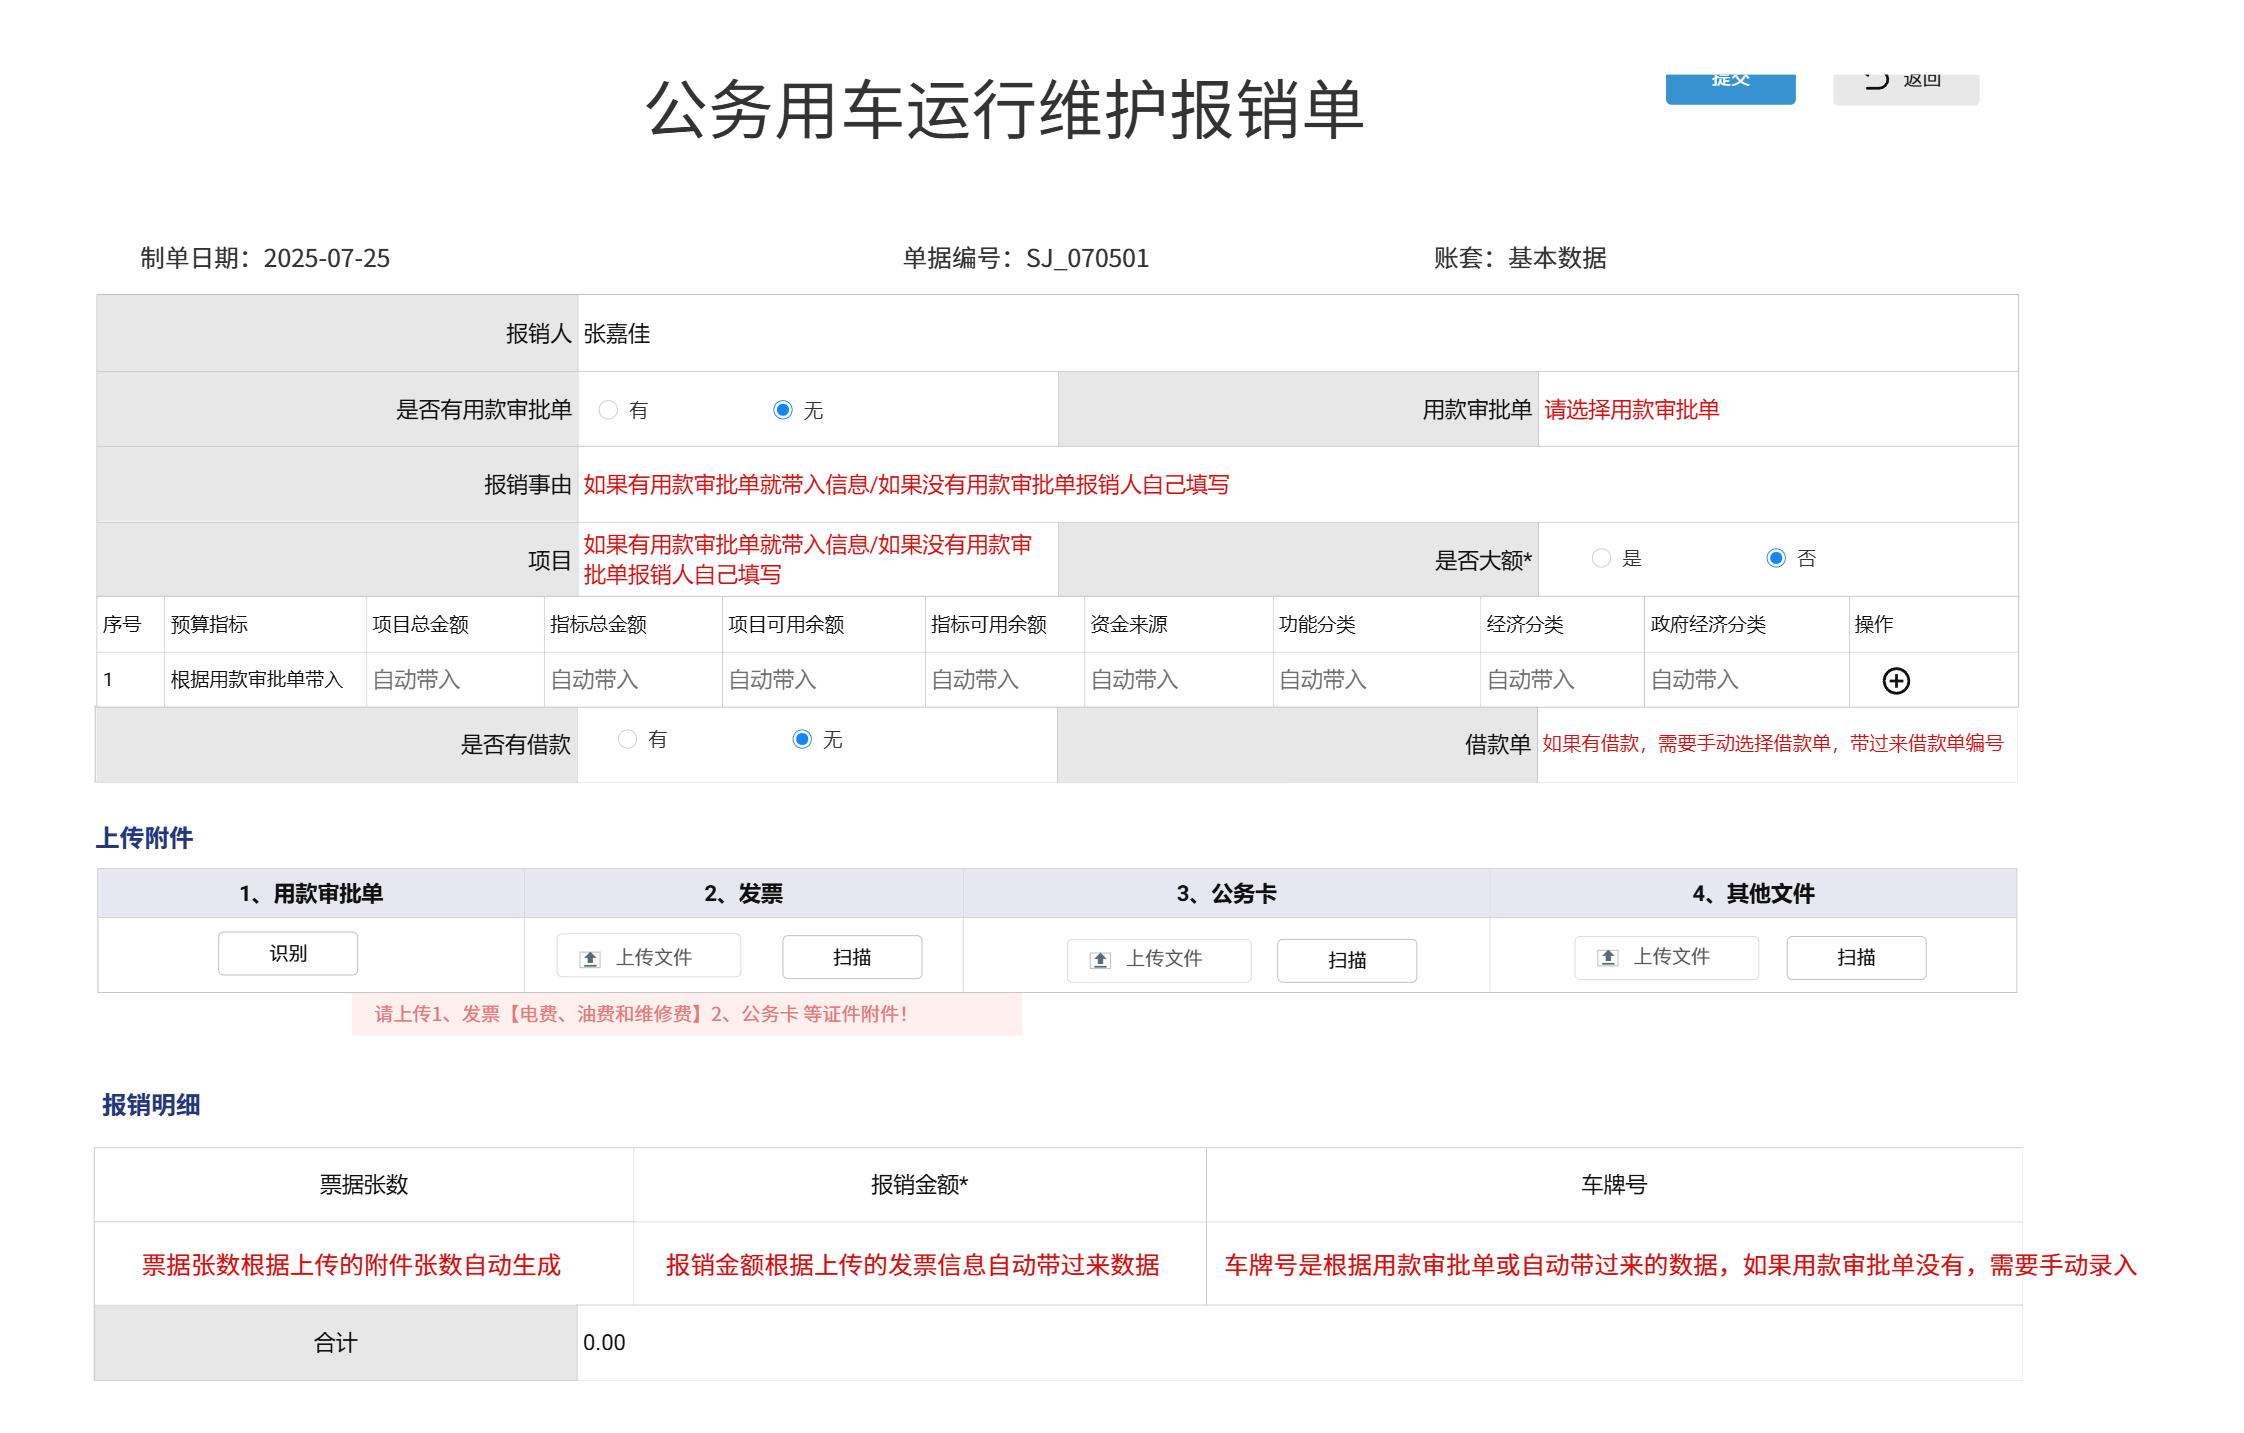 公务用车运行维护报销单
提交
返回
制单日期：2025-07-25
单据编号：SJ_070501
账套：基本数据
报销人 张嘉佳
是否有用款审批单 有 无 用款审批单 请选择用款审批单
报销事由 如果有用款审批单就带入信息/如果没有用款审批单报销人自己填写
项目 如果有用款审批单就带入信息/如果没有用款审
批单报销人自己填写
是否大额* 是 否
序号 预算指标 项目总金额 指标总金额 项目可用余额 指标可用余额 资金来源 功能分类 经济分类 政府经济分类 操作
1 根据用款审批单带入 自动带入 自动带入 自动带入 自动带入 自动带入 自动带入 自动带入 自动带入
是否有借款 有 无 借款单 如果有借款，需要手动选择借款单，带过来借款单编号
上传附件
1、用款审批单 2、发票 3、公务卡 4、其他文件
识别 上传文件 扫描 上传文件 扫描 上传文件 扫描
请上传1、发票【电费、油费和维修费】2、公务卡 等证件附件！
报销明细
票据张数 报销金额* 车牌号
票据张数根据上传的附件张数自动生成 报销金额根据上传的发票信息自动带过来数据 车牌号是根据用款审批单或自动带过来的数据，如果用款审批单没有，需要手动录入
合计 0.00